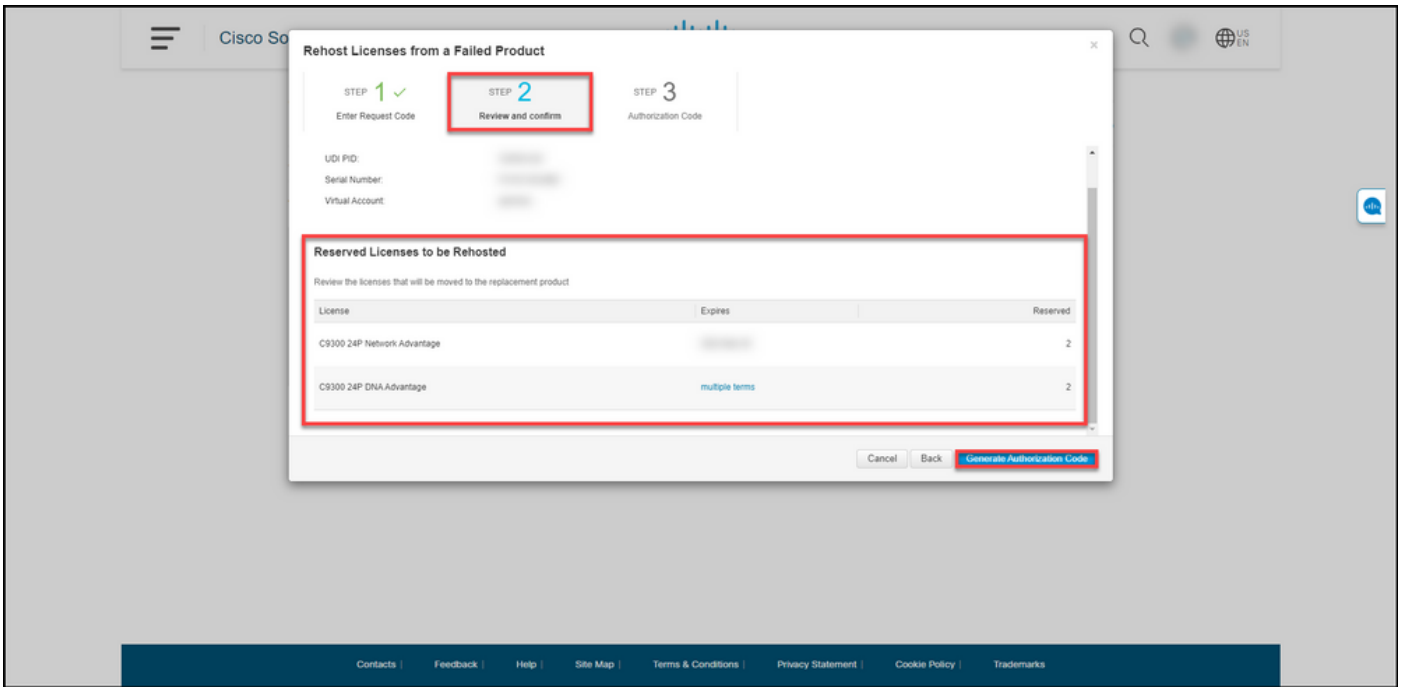 Cisco So
US
EN
Rehost Licenses from a Failed Product
×
STEP 1 ✓
Enter Request Code
STEP 2
Review and confirm
STEP 3
Authorization Code
UDI PID:
Serial Number:
Virtual Account:
Reserved Licenses to be Rehosted
Review the licenses that will be moved to the replacement product
License Expires Reserved
C9300 24P Network Advantage 2
C9300 24P DNA Advantage multiple terms 2
Cancel Back Generate Authorization Code
Contacts | Feedback | Help | Site Map | Terms & Conditions | Privacy Statement | Cookie Policy | Trademarks